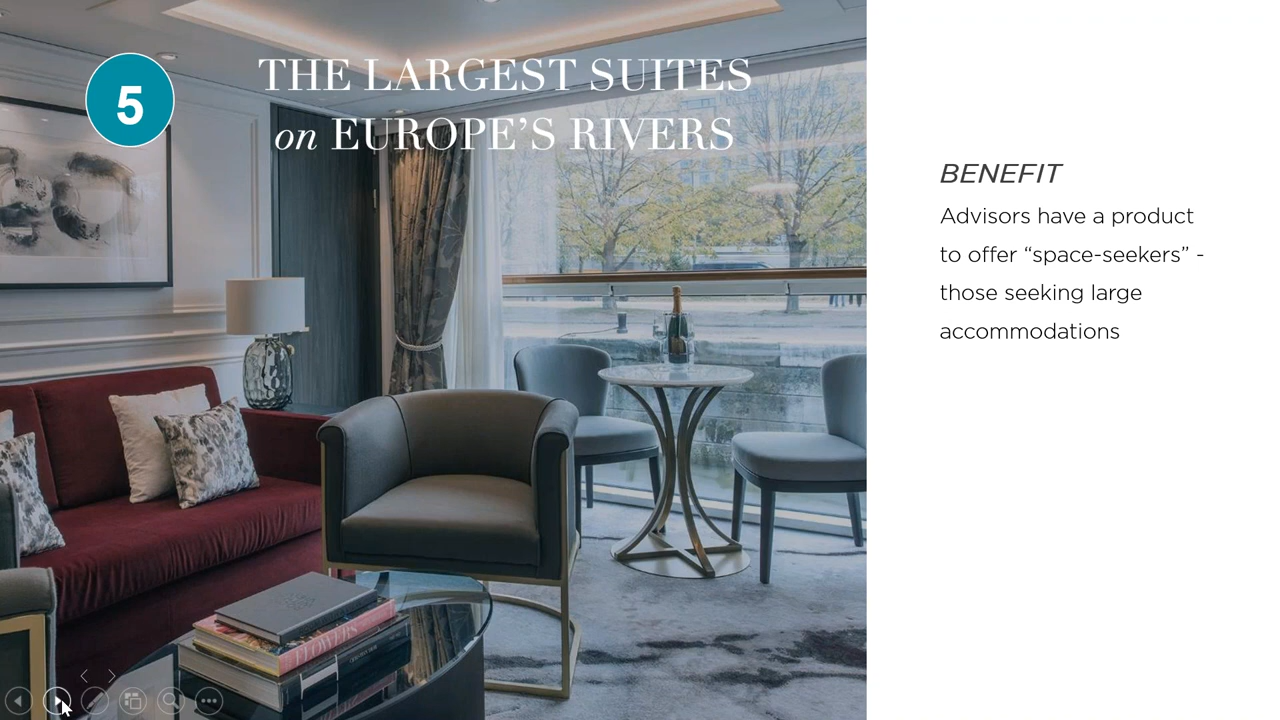 5
THE LARGEST SUITES
on EUROPE’S RIVERS
BENEFIT
Advisors have a product
to offer “space-seekers” -
those seeking large
accommodations
FLOWERS